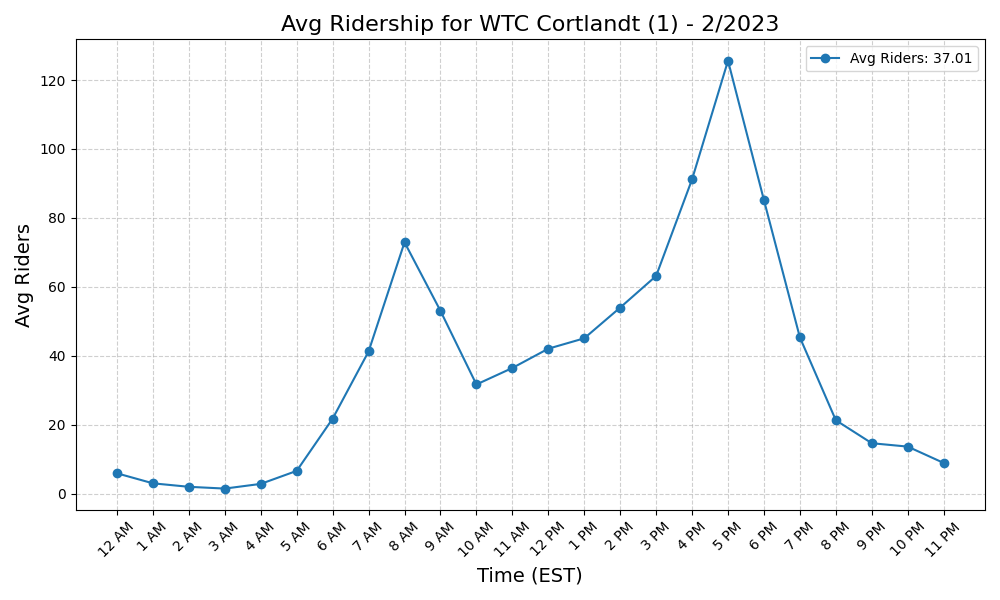 Avg Ridership for WTC Cortlandt (1) - 2/2023
Avg Riders: 37.01
Avg Riders
120
100
80
60
40
20
0
12 AM
1 AM
2 AM
3 AM
4 AM
5 AM
6 AM
7 AM
8 AM
9 AM
10 AM
11 AM
12 PM
1 PM
2 PM
3 PM
4 PM
5 PM
6 PM
7 PM
8 PM
9 PM
10 PM
11 PM
Time (EST)